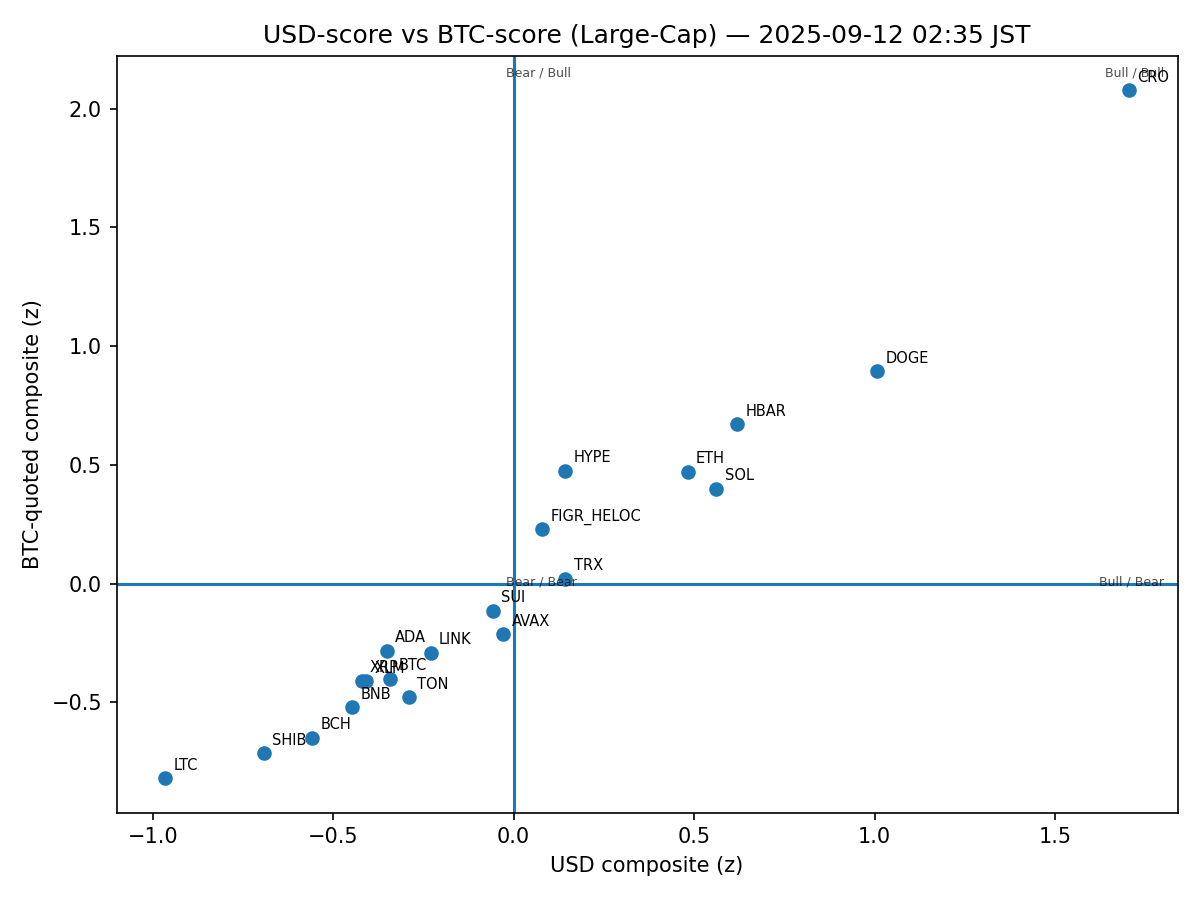 USD-score vs BTC-score (Large-Cap) — 2025-09-12 02:35 JST
Bear / Bull
Bull / Bull
CRO
2.0
1.5
1.0
0.5
0.0
−0.5
BTC-quoted composite (z)
DOGE
HBAR
HYPE
ETH
SOL
FIGR_HELOC
TRX
Bear / Bear
Bull / Bear
SUI
AVAX
ADA
LINK
XRP
XLM
BTC
TON
BNB
BCH
SHIB
LTC
−1.0
−0.5
0.0
0.5
1.0
1.5
USD composite (z)